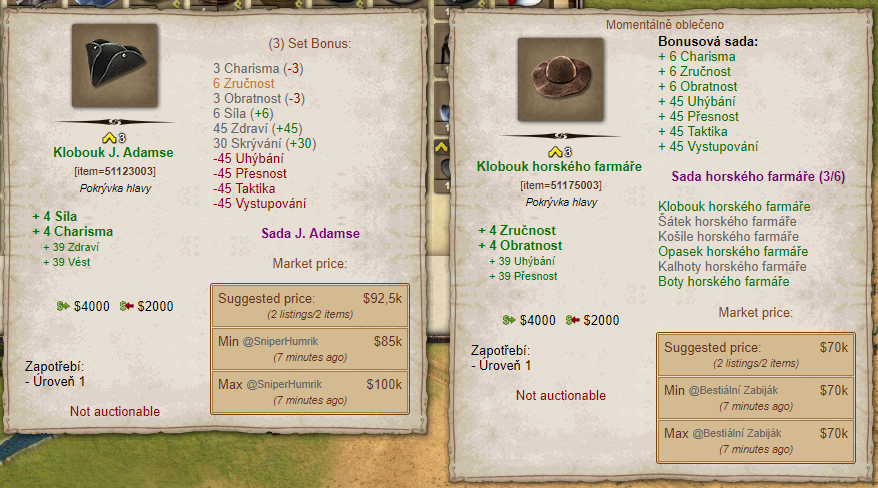 3
Klobouk J. Adamse
[item=51123003]
Pokrývka hlavy
+ 4 Síla
+ 4 Charisma
+ 39 Zdraví
+ 39 Vést
$4000 $2000
Zapotřebí:
- Úroveň 1
Not auctionable
(3) Set Bonus:
3 Charisma (-3)
6 Zručnost
3 Obratnost (-3)
6 Síla (+6)
45 Zdraví (+45)
30 Skrývání (+30)
-45 Uhýbání
-45 Přesnost
-45 Taktika
-45 Vystupování
Sada J. Adamse
Market price:
Suggested price: $92,5k
(2 listings/2 items)
Min @SniperHumrik $85k
(7 minutes ago)
Max @SniperHumrik $100k
(7 minutes ago)
Momentálně oblečeno
3
Klobouk horského farmáře
[item=51175003]
Pokrývka hlavy
+ 4 Zručnost
+ 4 Obratnost
+ 39 Uhýbání
+ 39 Přesnost
$4000 $2000
Zapotřebí:
- Úroveň 1
Not auctionable
Bonusová sada:
+ 6 Charisma
+ 6 Zručnost
+ 6 Obratnost
+ 45 Uhýbání
+ 45 Přesnost
+ 45 Taktika
+ 45 Vystupování
Sada horského farmáře (3/6)
Klobouk horského farmáře
Šátek horského farmáře
Košile horského farmáře
Opasek horského farmáře
Kalhoty horského farmáře
Boty horského farmáře
Market price:
Suggested price: $70k
(2 listings/2 items)
Min @Bestiální Zabiják $70k
(7 minutes ago)
Max @Bestiální Zabiják $70k
(7 minutes ago)